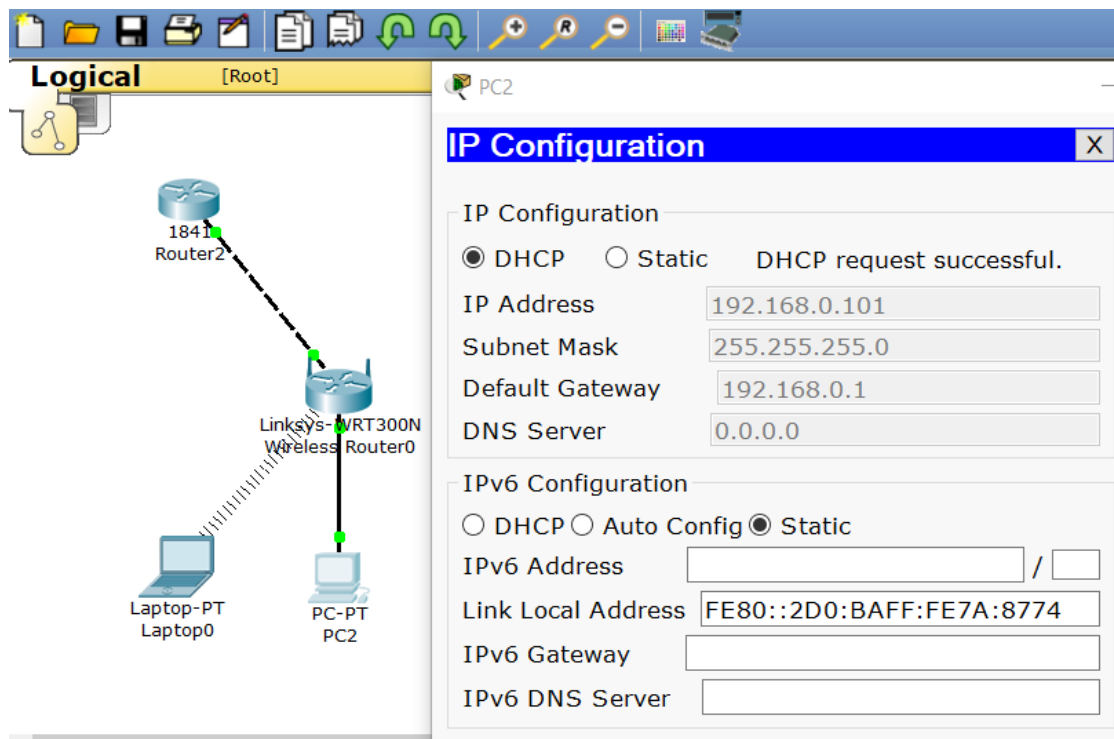 Logical [Root]
1841
Router2
Linksys-WRT300N
Wireless Router0
Laptop-PT
Laptop0
PC-PT
PC2
PC2
IP Configuration X
IP Configuration
DHCP Static DHCP request successful.
IP Address 192.168.0.101
Subnet Mask 255.255.255.0
Default Gateway 192.168.0.1
DNS Server 0.0.0.0
IPv6 Configuration
DHCP Auto Config Static
IPv6 Address /
Link Local Address FE80::2D0:BAFF:FE7A:8774
IPv6 Gateway
IPv6 DNS Server